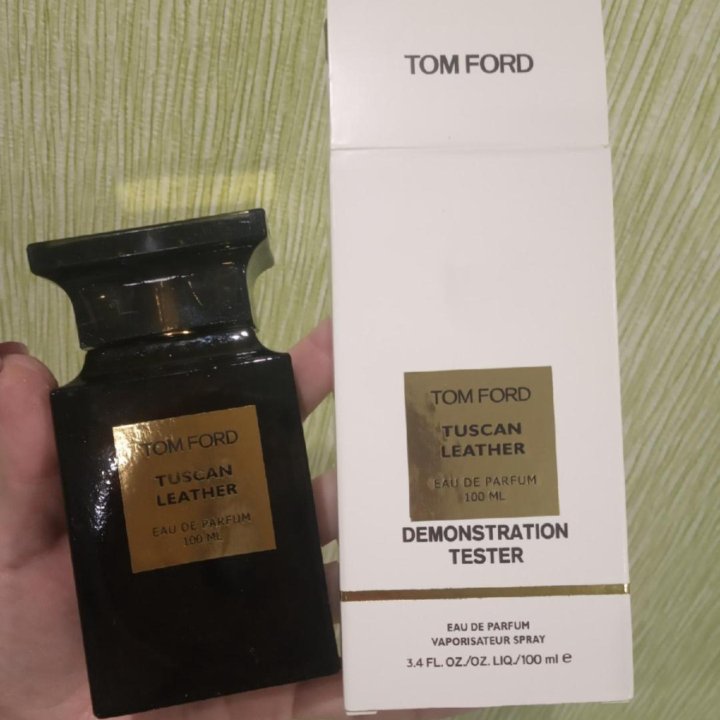 TOM FORD
TUSCAN
LEATHER
EAU DE PARFUM
100 ML
TOM FORD
TOM FORD
TUSCAN
LEATHER
EAU DE PARFUM
100 ML
DEMONSTRATION
TESTER
EAU DE PARFUM
VAPORISATEUR SPRAY
3.4 FL. OZ./OZ. LIQ./100 ml e